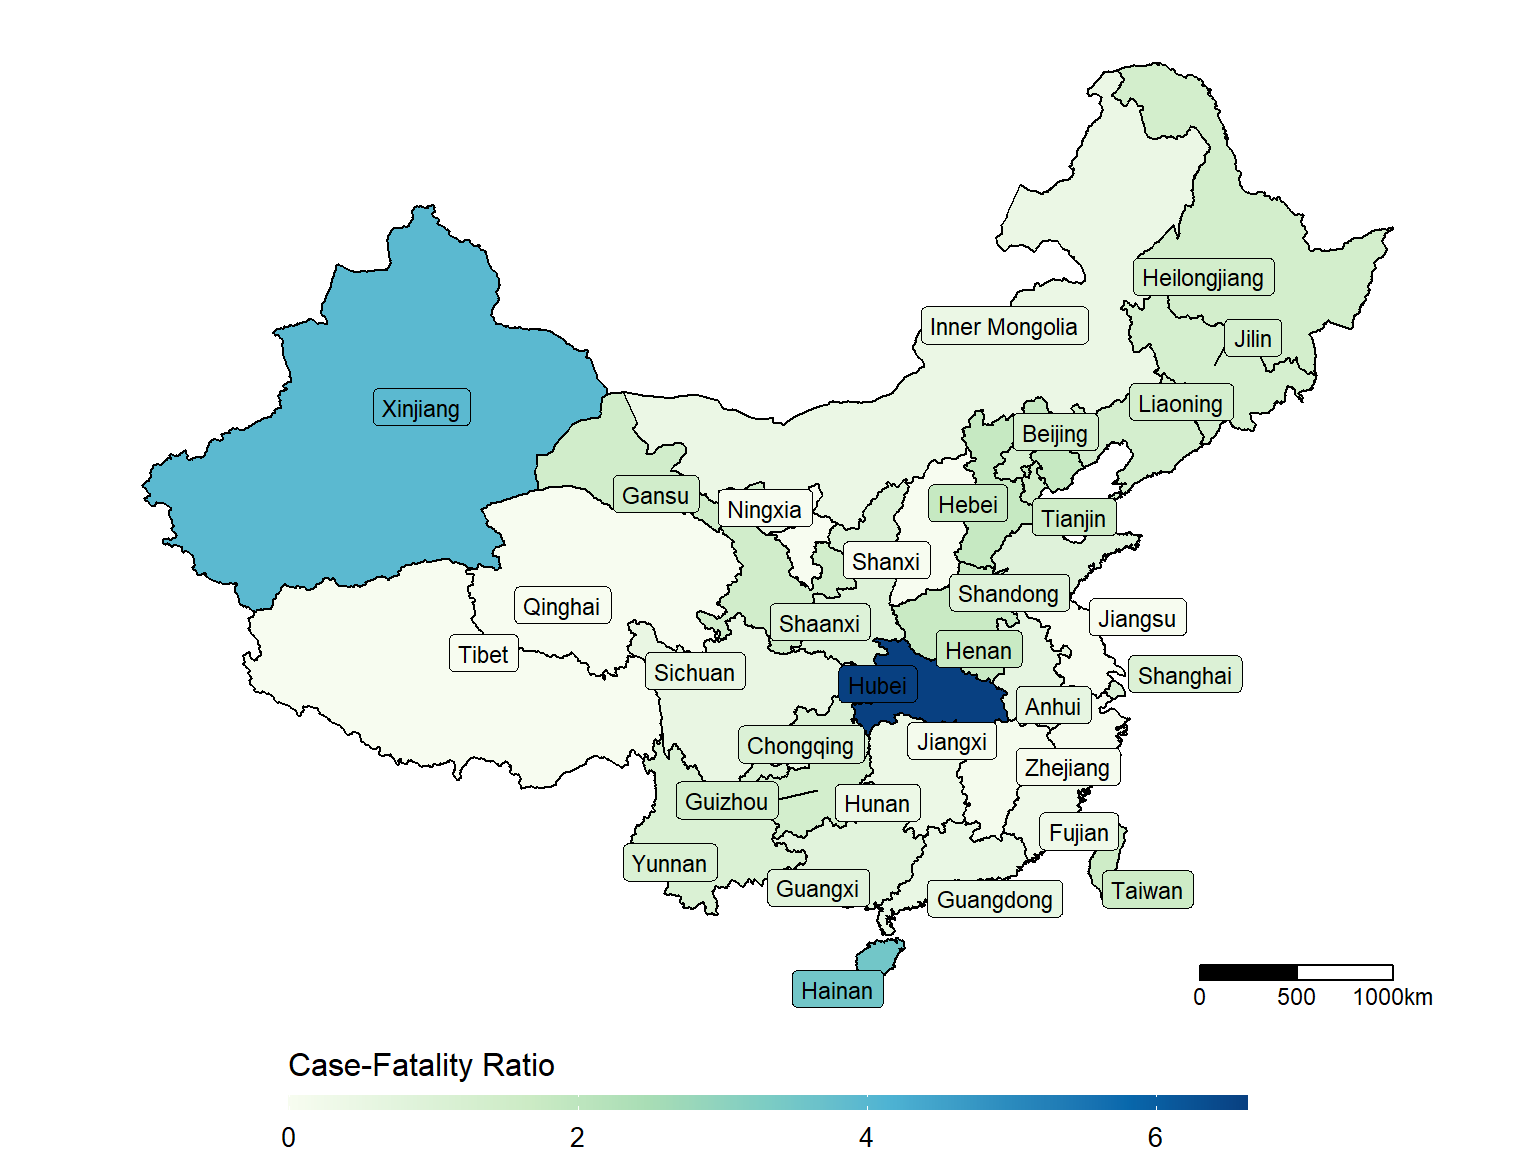 Heilongjiang
Inner Mongolia
Jilin
Xinjiang
Liaoning
Beijing
Gansu
Ningxia
Hebei
Tianjin
Shanxi
Shandong
Qinghai
Jiangsu
Shaanxi
Henan
Tibet
Sichuan
Shanghai
Hubei
Anhui
Chongqing
Jiangxi
Zhejiang
Guizhou
Hunan
Fujian
Yunnan
Guangxi
Taiwan
Guangdong
Hainan
0 500 1000km
Case-Fatality Ratio
0 2 4 6